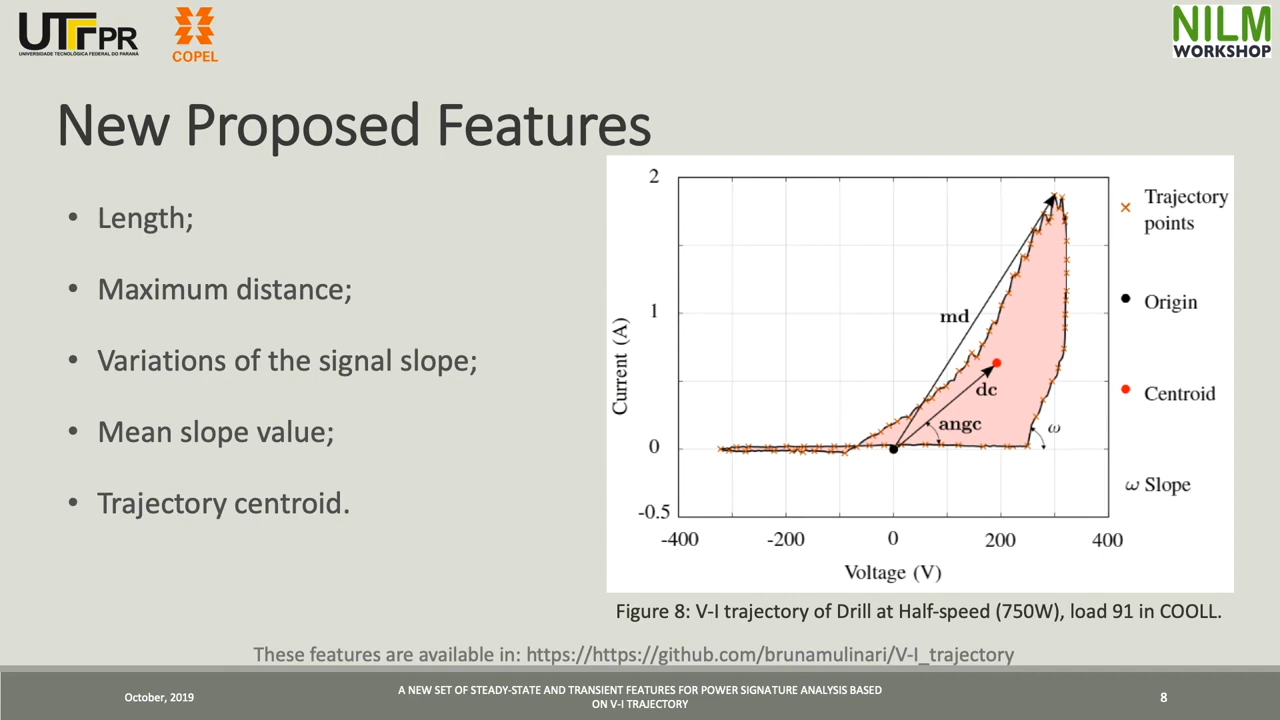 UTFPR
UNIVERSIDADE TECNOLÓGICA FEDERAL DO PARANÁ
COPEL
NILM
WORKSHOP
New Proposed Features
• Length;
• Maximum distance;
• Variations of the signal slope;
• Mean slope value;
• Trajectory centroid.
2
1
0
-0.5
-400
-200
0
200
400
Current (A)
Voltage (V)
md
dc
angc
ω
Trajectory
points
Origin
Centroid
ω Slope
Figure 8: V-I trajectory of Drill at Half-speed (750W), load 91 in COOLL.
These features are available in: https://https://github.com/brunamulinari/V-I_trajectory
October, 2019
A NEW SET OF STEADY-STATE AND TRANSIENT FEATURES FOR POWER SIGNATURE ANALYSIS BASED
ON V-I TRAJECTORY
8